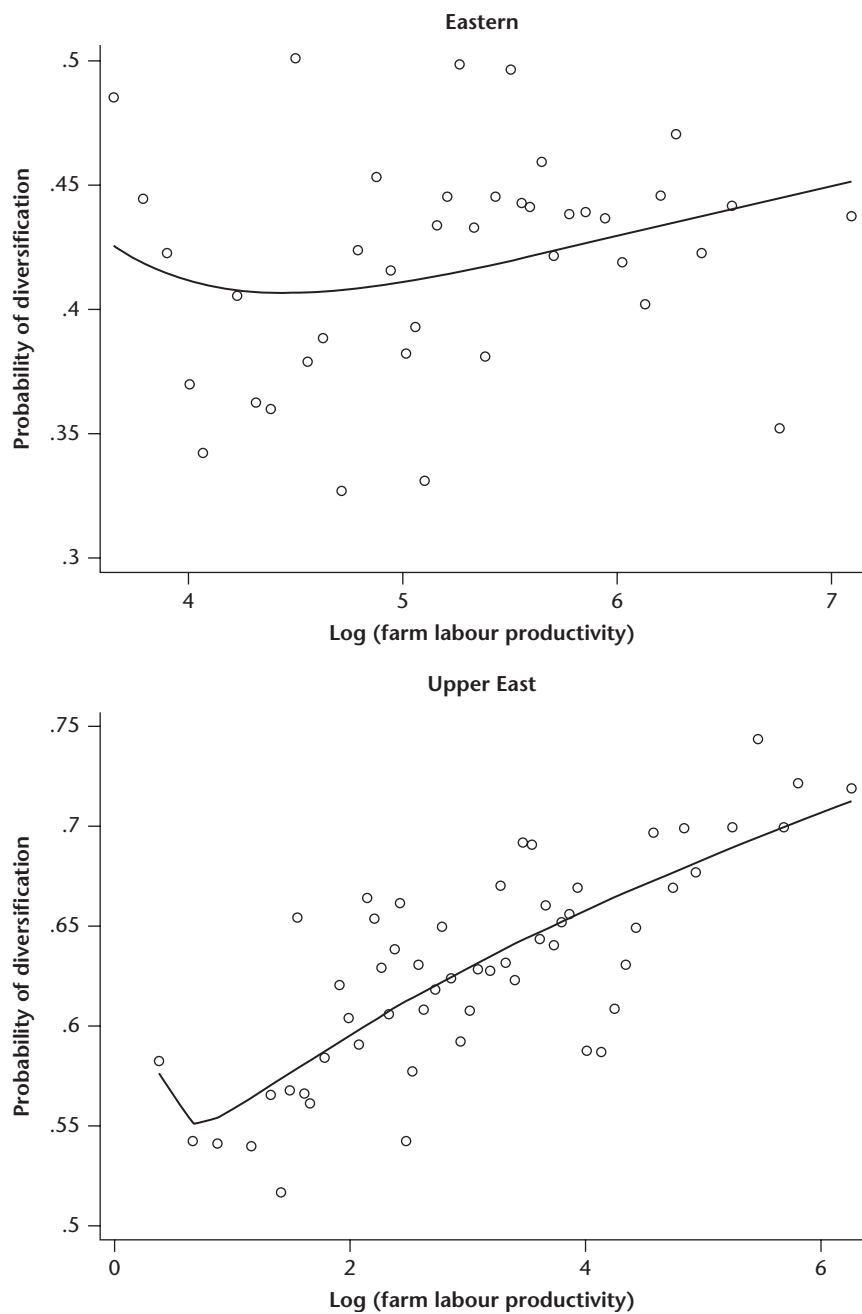 Eastern
.5
.45
.4
.35
.3
Probability of diversification
4 5 6 7
Log (farm labour productivity)
Upper East
.75
.7
.65
.6
.55
.5
Probability of diversification
0 2 4 6
Log (farm labour productivity)